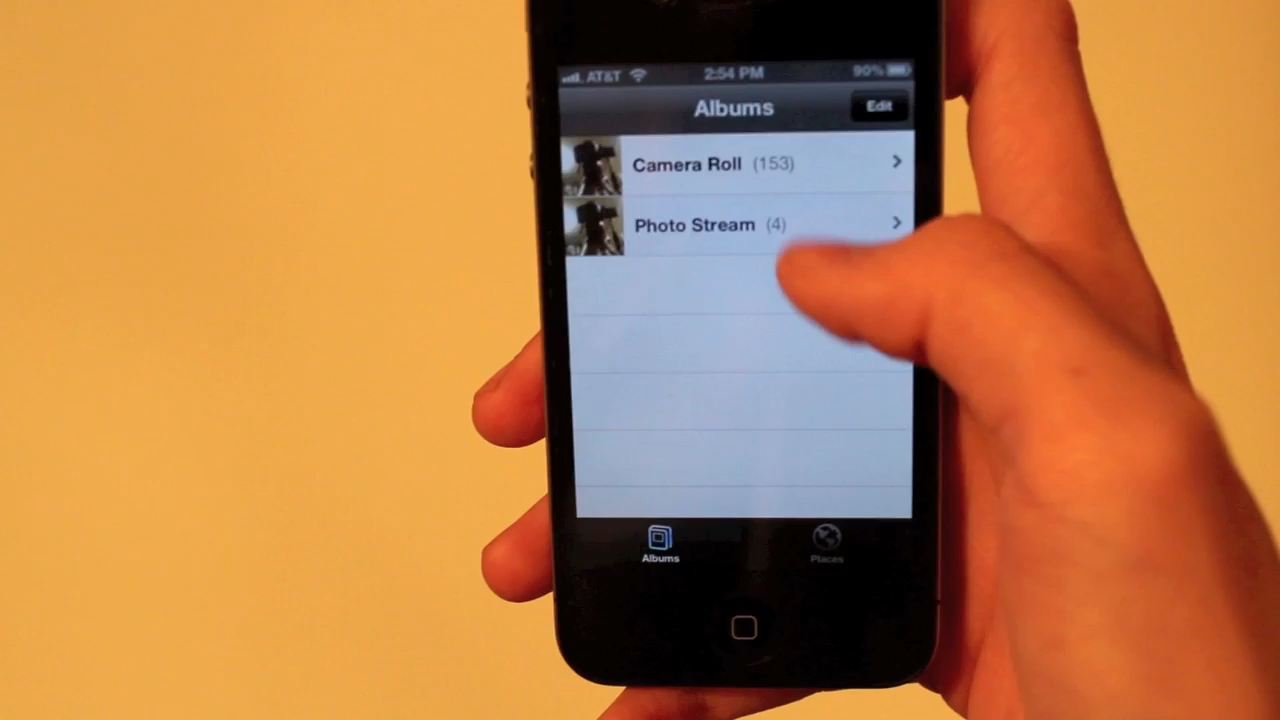 AT&T 2:54 PM 90%
Albums Edit
Camera Roll (153)
Photo Stream (4)
Albums Places